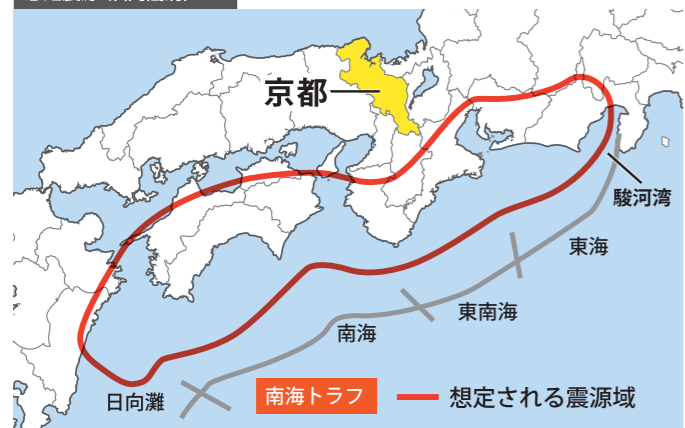 京都
駿河湾
東海
東南海
南海
日向灘
南海トラフ
想定される震源域